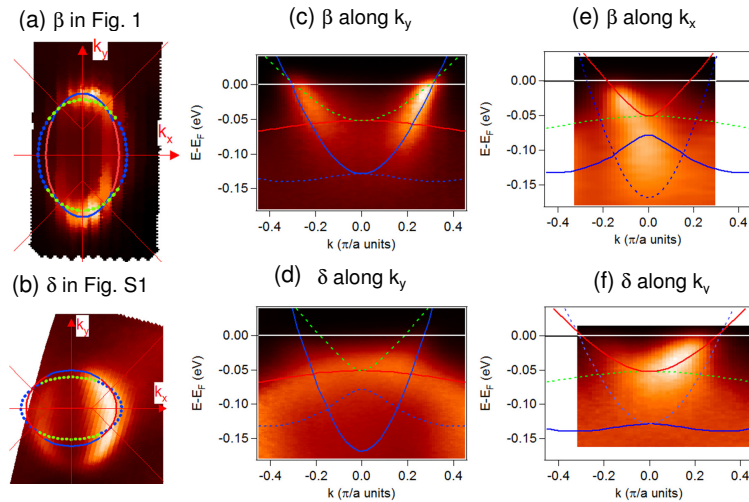 (a) β in Fig. 1
k_y
k_x
(c) β along k_y
E-E_F (eV)
0.00
-0.05
-0.10
-0.15
-0.4 -0.2 0.0 0.2 0.4
k (π/a units)
(e) β along k_x
E-E_F (eV)
0.00
-0.05
-0.10
-0.15
-0.4 -0.2 0.0 0.2 0.4
k (π/a units)
(b) δ in Fig. S1
k_y
k_x
(d) δ along k_y
E-E_F (eV)
0.00
-0.05
-0.10
-0.15
-0.4 -0.2 0.0 0.2 0.4
k (π/a units)
(f) δ along k_y
E-E_F (eV)
0.00
-0.05
-0.10
-0.15
-0.4 -0.2 0.0 0.2 0.4
k (π/a units)